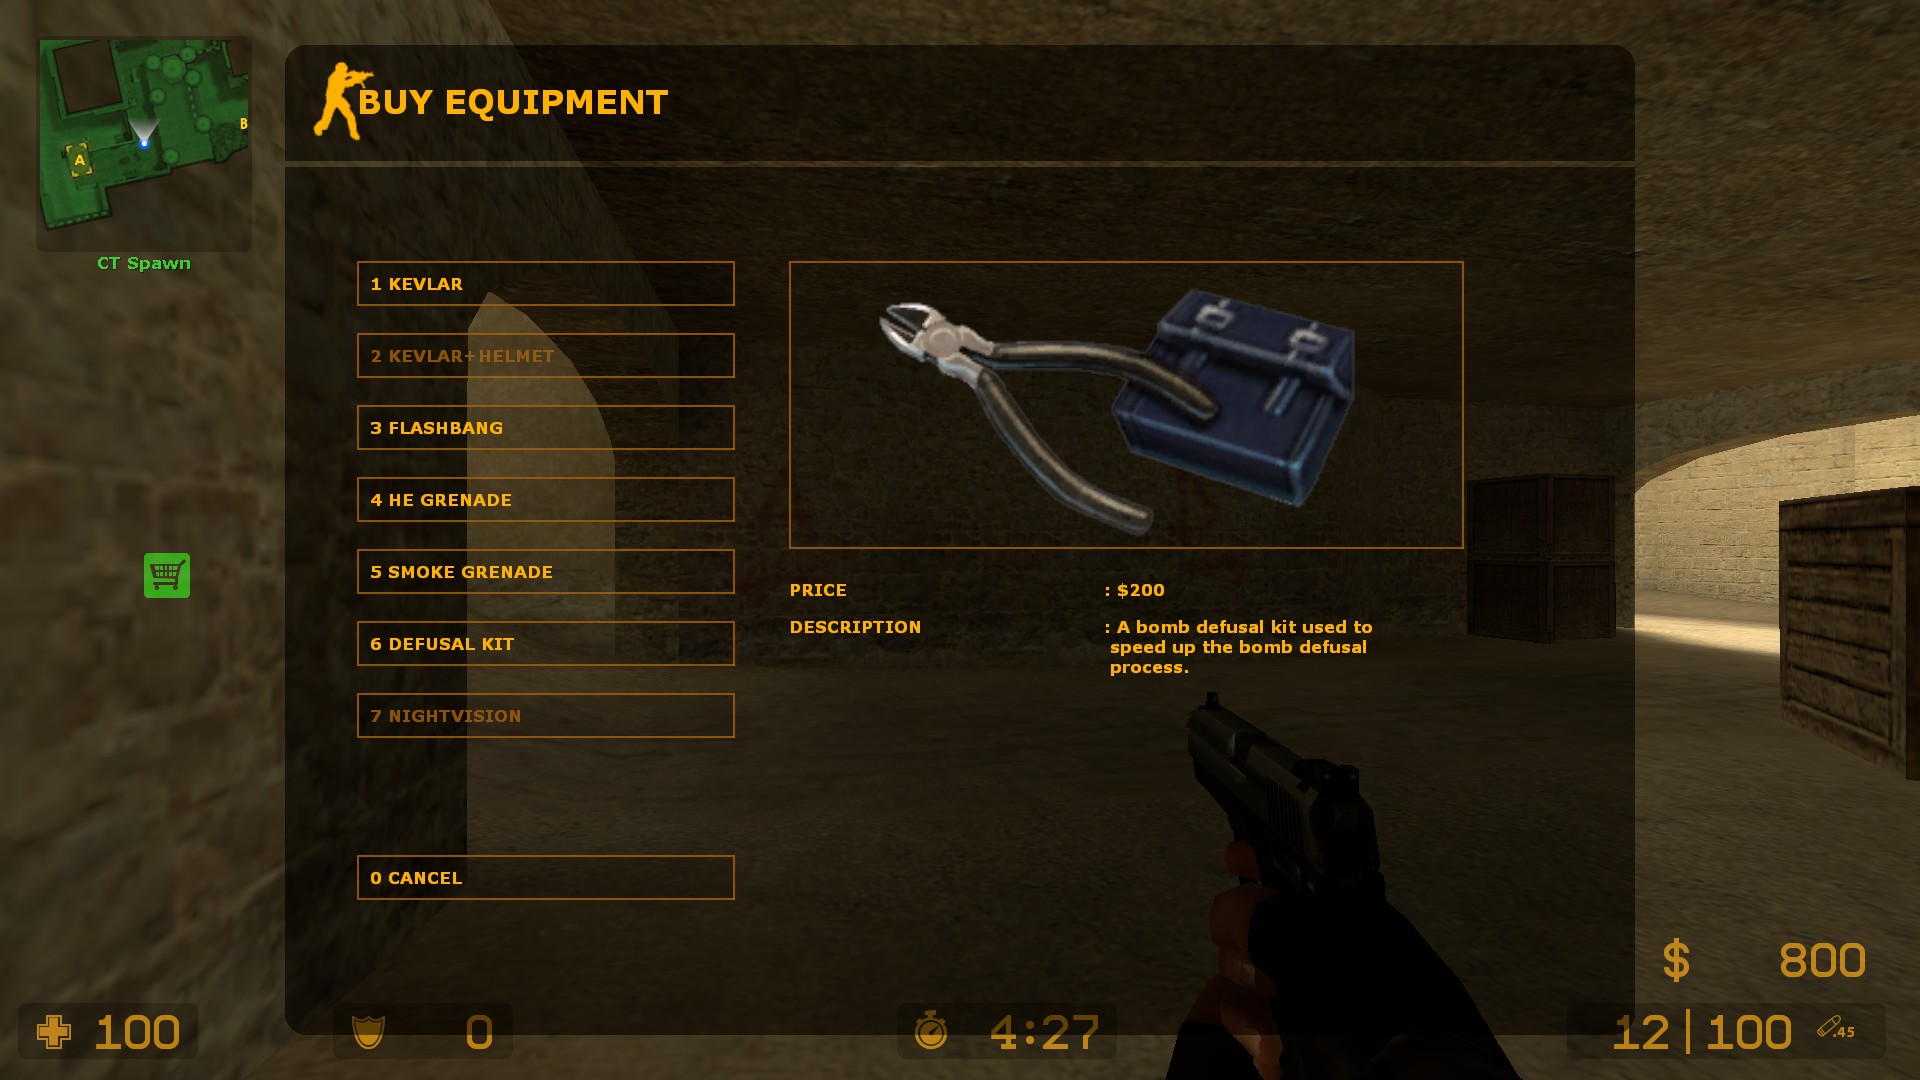 BUY EQUIPMENT
A
B
CT Spawn
1 KEVLAR
2 KEVLAR+HELMET
3 FLASHBANG
4 HE GRENADE
5 SMOKE GRENADE
6 DEFUSAL KIT
7 NIGHTVISION
0 CANCEL
PRICE : $200
DESCRIPTION : A bomb defusal kit used to
speed up the bomb defusal
process.
$ 800
100
0
4:27
12|100 .45